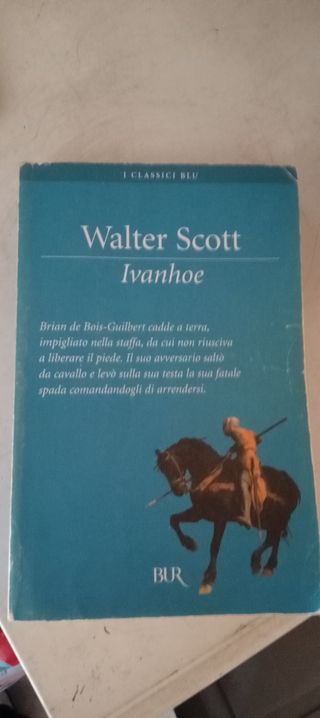 I CLASSICI BLU
Walter Scott
Ivanhoe
Brian de Bois-Guilbert cadde a terra,
impigliato nella staffa, da cui non riusciva
a liberare il piede. Il suo avversario saltò
da cavallo e levò sulla sua testa la sua fatale
spada comandandogli di arrendersi.
BUR